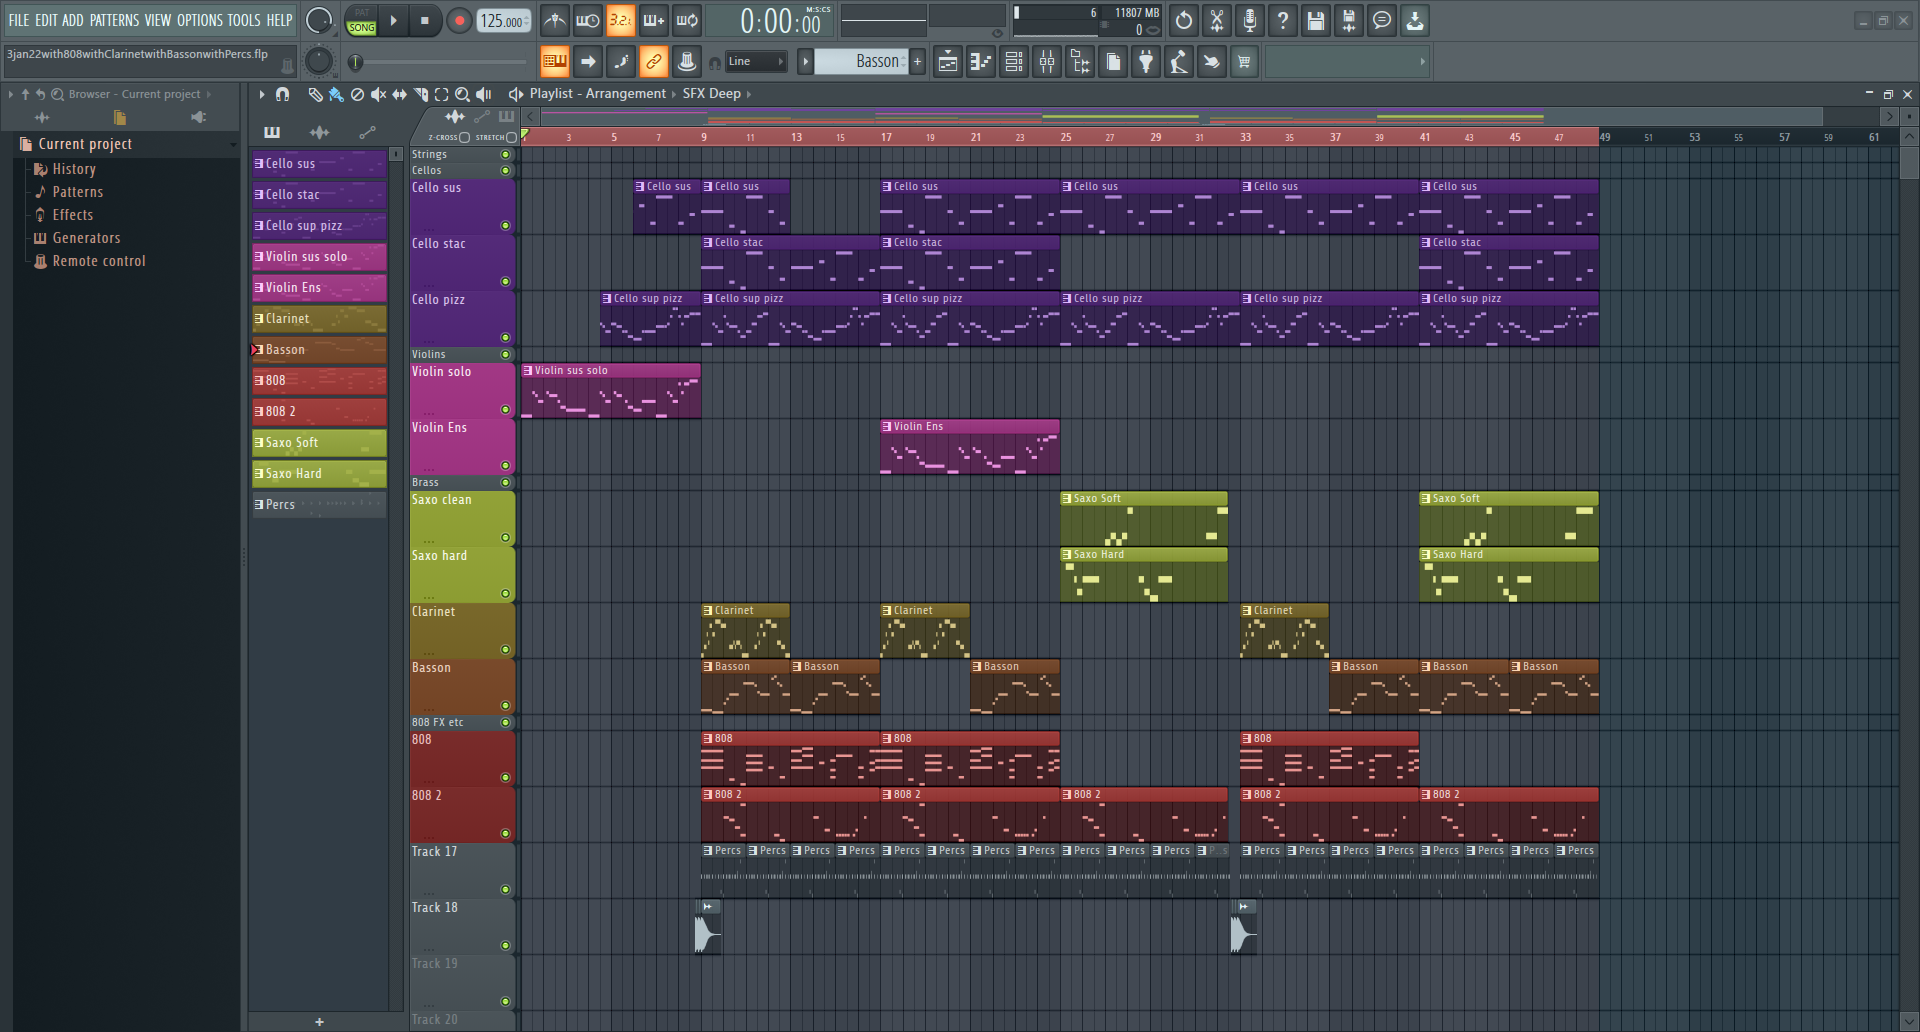 FILE EDIT ADD PATTERNS VIEW OPTIONS TOOLS HELP
PAT
SONG
125.000
3.2.
0:00:00
M:S:CS
6
11807 MB
0
3jan22with808withClarinetwithBassonwithPercs.flp
Line
Basson
+
Browser - Current project
Playlist - Arrangement
SFX Deep
Current project
History
Patterns
Effects
Generators
Remote control
Cello sus
Cello stac
Cello sup pizz
Violin sus solo
Violin Ens
Clarinet
Basson
808
808 2
Saxo Soft
Saxo Hard
Percs
+
Z-CROSS
STRETCH
3 5 7 9 11 13 15 17 19 21 23 25 27 29 31 33 35 37 39 41 43 45 47 49 51 53 55 57 59 61
Strings
Cellos
Cello sus
Cello sus Cello sus Cello sus Cello sus Cello sus Cello sus
Cello stac
Cello stac Cello stac Cello stac
Cello pizz
Cello sup pizz Cello sup pizz Cello sup pizz Cello sup pizz Cello sup pizz Cello sup pizz
Violins
Violin solo
Violin sus solo
Violin Ens
Violin Ens
Brass
Saxo clean
Saxo Soft Saxo Soft
Saxo hard
Saxo Hard Saxo Hard
Clarinet
Clarinet Clarinet Clarinet
Basson
Basson Basson Basson Basson Basson Basson
808 FX etc
808
808 808 808
808 2
808 2 808 2 808 2 808 2 808 2
Track 17
Percs Percs Percs Percs Percs Percs Percs Percs Percs Percs Percs P...s Percs Percs Percs Percs Percs Percs Percs Percs
Track 18
Track 19
Track 20